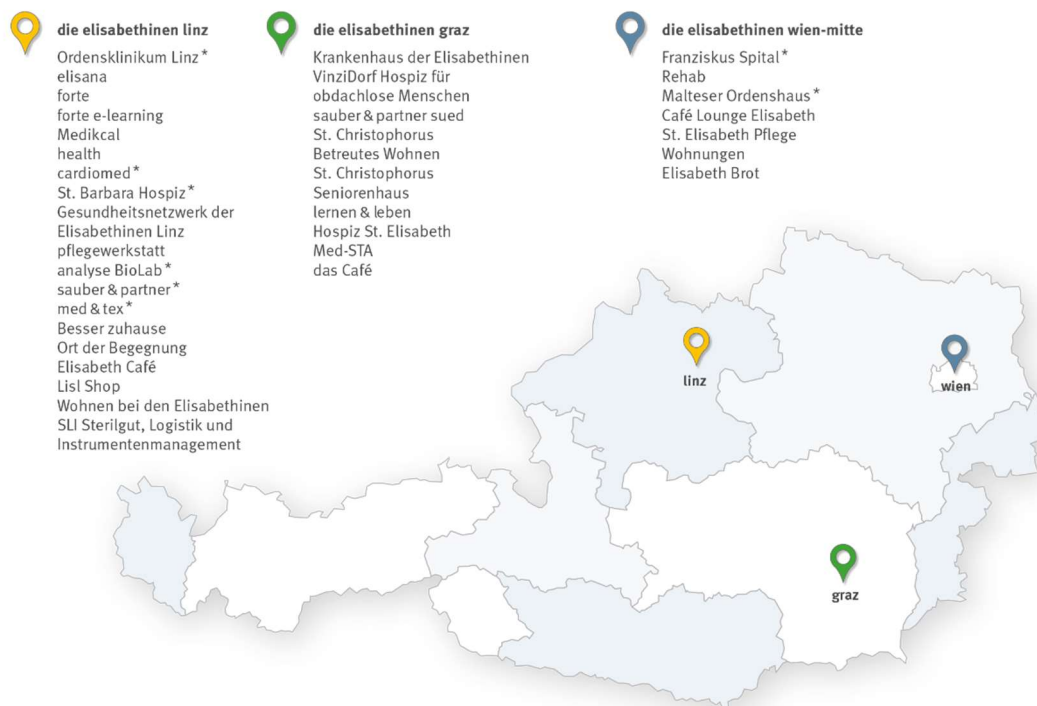 die elisabethinen linz
Ordensklinikum Linz *
elisana
forte
forte e-learning
Medikcal
health
cardiomed *
St. Barbara Hospiz *
Gesundheitsnetzwerk der
Elisabethinen Linz
pflegewerkstatt
analyse BioLab *
sauber & partner *
med & tex *
Besser zuhause
Ort der Begegnung
Elisabeth Café
Lisl Shop
Wohnen bei den Elisabethinen
SLI Sterilgut, Logistik und
Instrumentenmanagement
die elisabethinen graz
Krankenhaus der Elisabethinen
VinziDorf Hospiz für
obdachlose Menschen
sauber & partner sued
St. Christophorus
Betreutes Wohnen
St. Christophorus
Seniorenhaus
lernen & leben
Hospiz St. Elisabeth
Med-STA
das Café
die elisabethinen wien-mitte
Franziskus Spital *
Rehab
Malteser Ordenshaus *
Café Lounge Elisabeth
St. Elisabeth Pflege
Wohnungen
Elisabeth Brot
linz
wien
graz